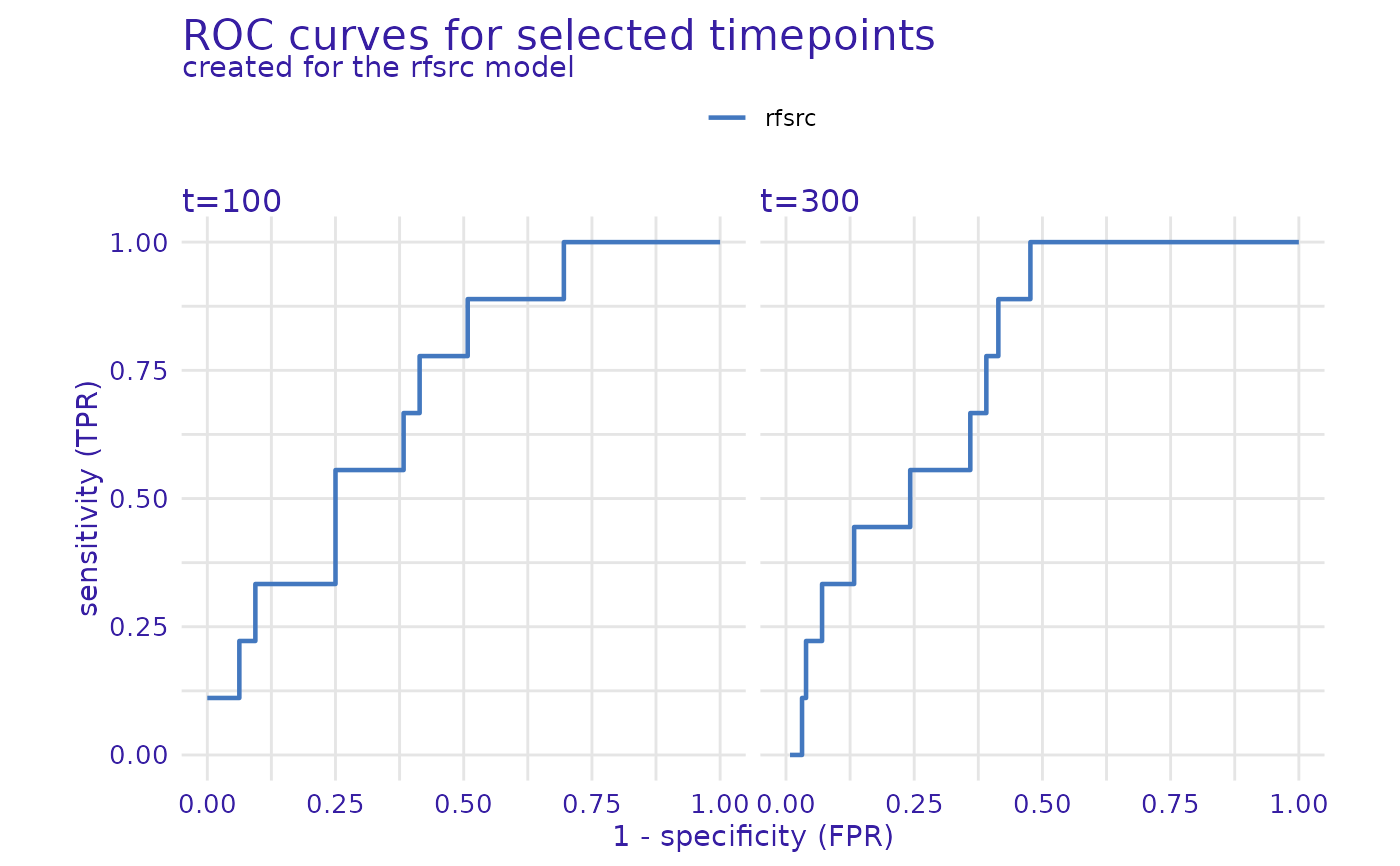 ROC curves for selected timepoints
created for the rfsrc model
rfsrc
t=100 t=300
1.00
0.75
0.50
0.25
0.00
sensitivity (TPR)
0.00 0.25 0.50 0.75 1.00 0.00 0.25 0.50 0.75 1.00
1 - specificity (FPR)